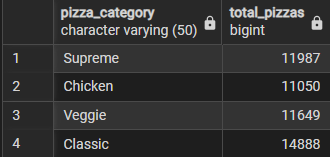 pizza_category total_pizzas
character varying (50) bigint
1 Supreme 11987
2 Chicken 11050
3 Veggie 11649
4 Classic 14888